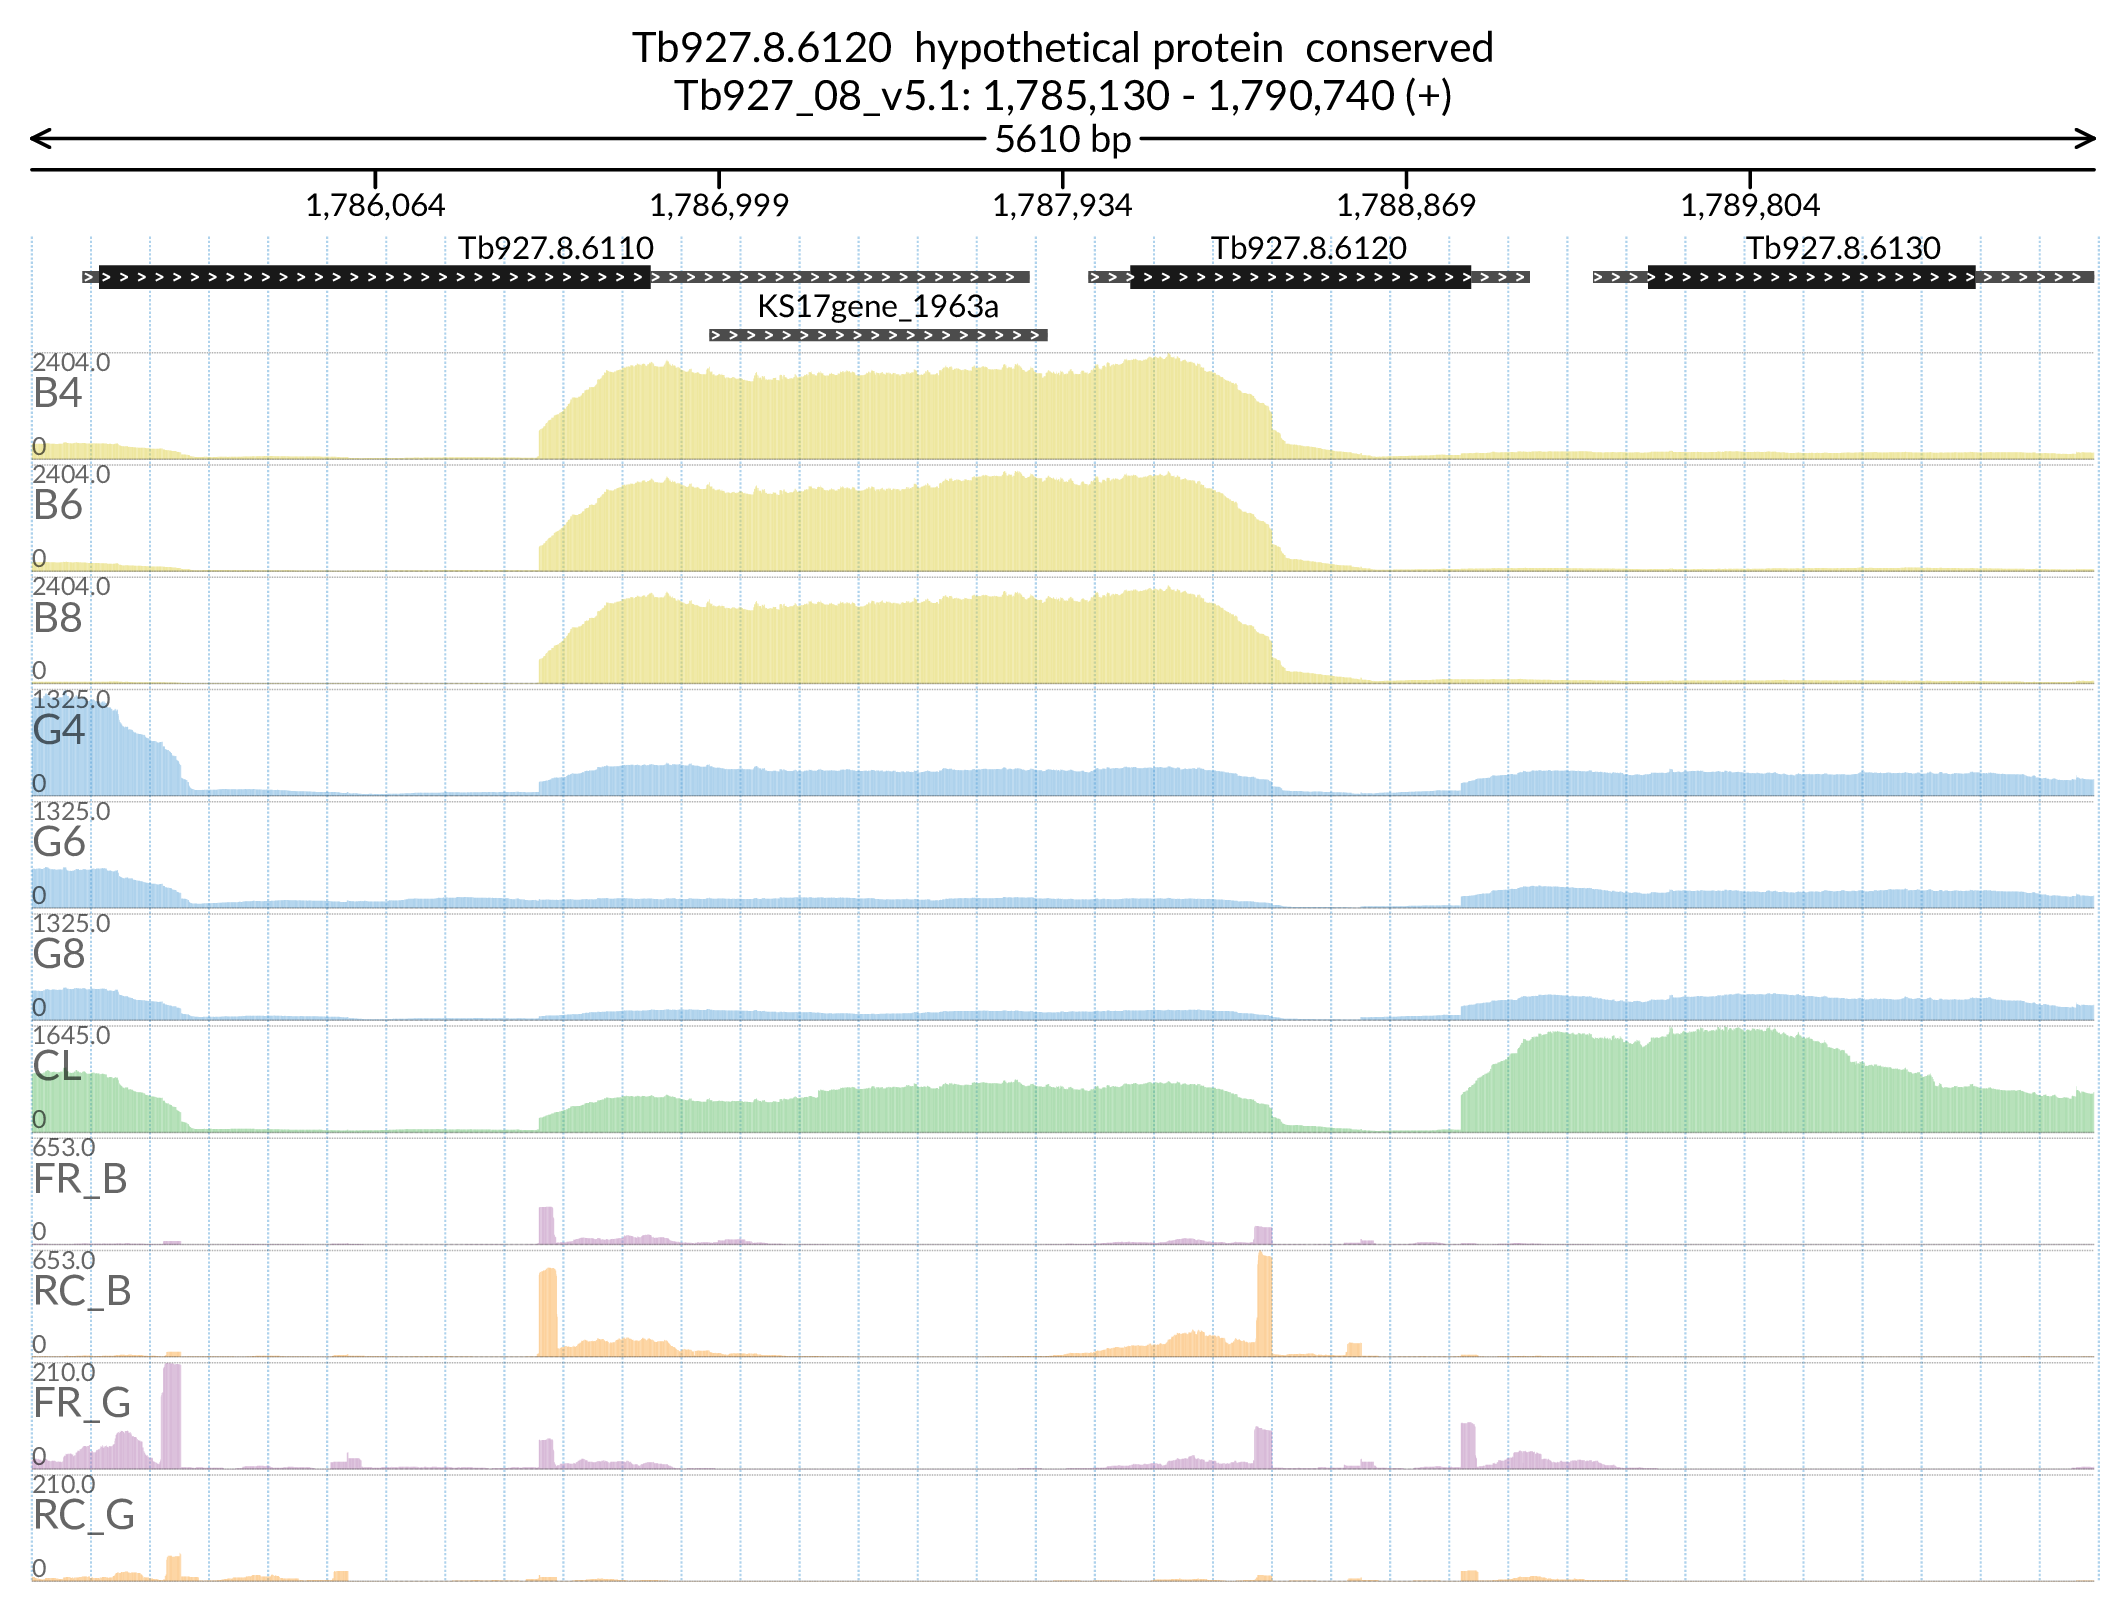 Tb927.8.6120 hypothetical protein conserved
Tb927_08_v5.1: 1,785,130 - 1,790,740 (+)
5610 bp
1,786,064 1,786,999 1,787,934 1,788,869 1,789,804
Tb927.8.6110 Tb927.8.6120 Tb927.8.6130
KS17gene_1963a
2404.0
B4
0
2404.0
B6
0
2404.0
B8
0
1325.0
G4
0
1325.0
G6
0
1325.0
G8
0
1645.0
CL
0
653.0
FR_B
0
653.0
RC_B
0
210.0
FR_G
0
210.0
RC_G
0